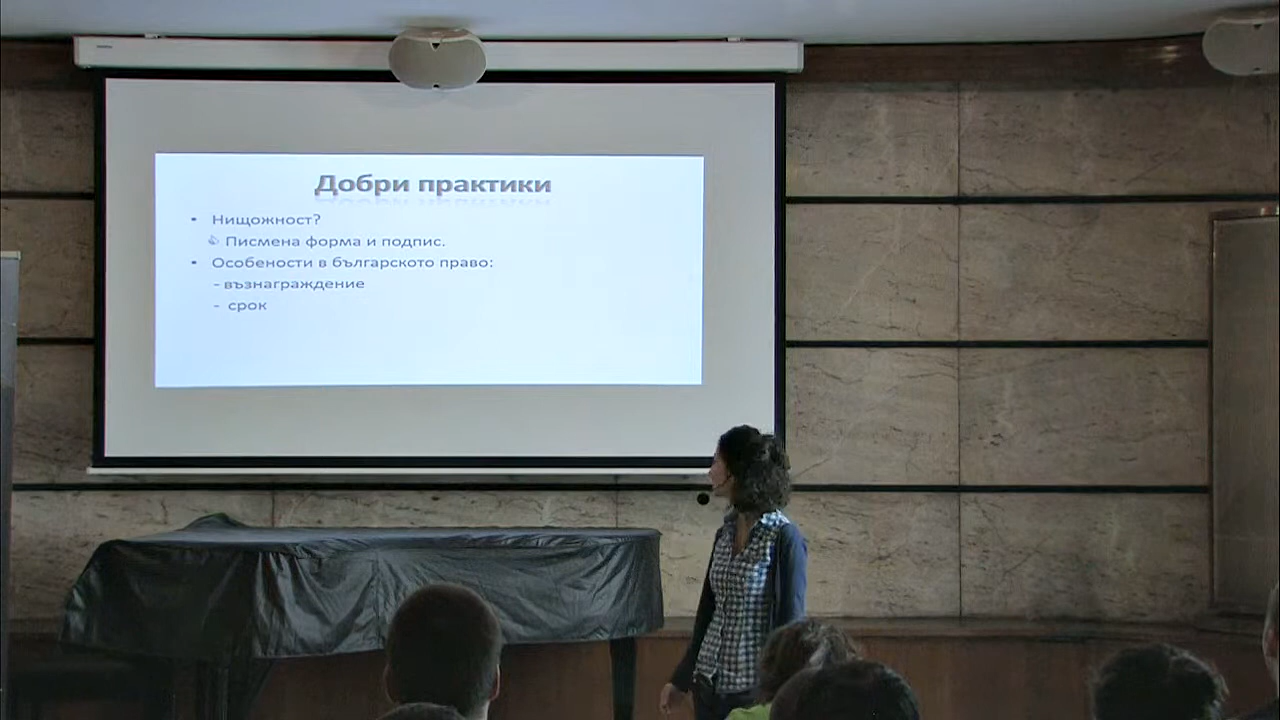 Добри практики
• Нищожност?
Писмена форма и подпис.
• Особености в българското право:
- възнаграждение
- срок